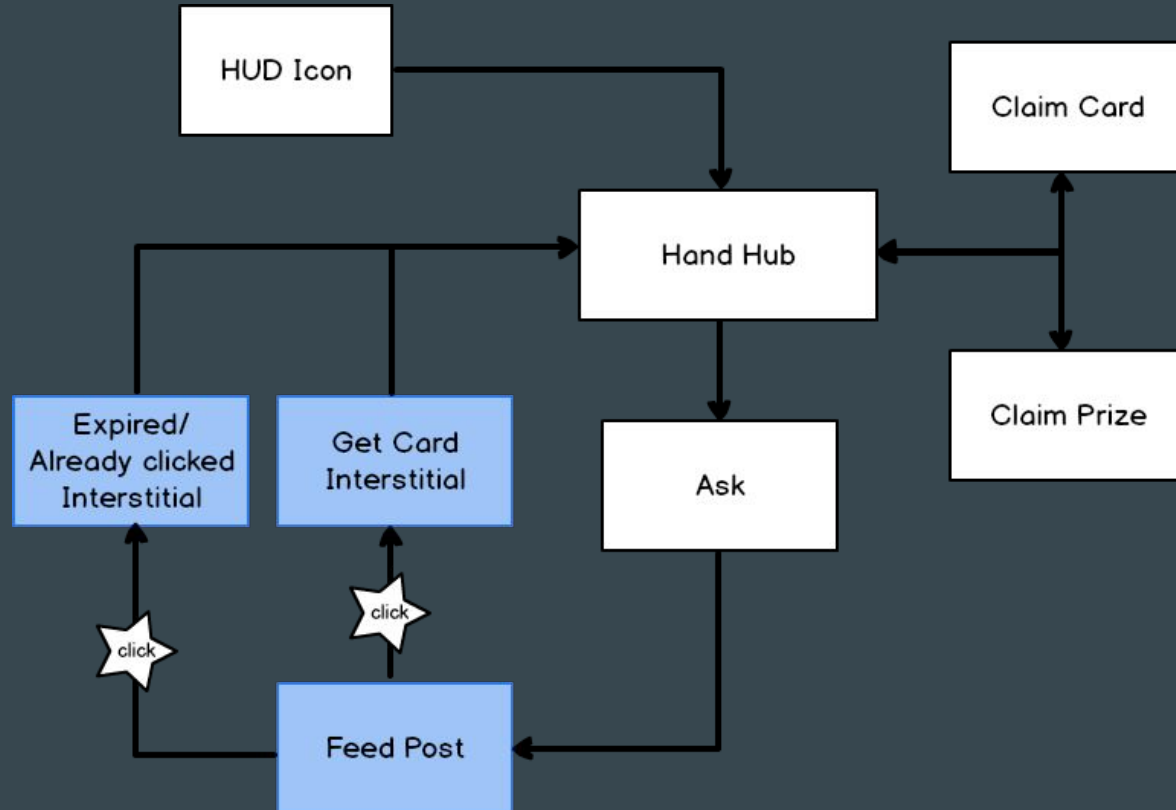 HUD Icon
Claim Card
Hand Hub
Claim Prize
Expired/
Already clicked
Interstitial
Get Card
Interstitial
Ask
click
click
Feed Post